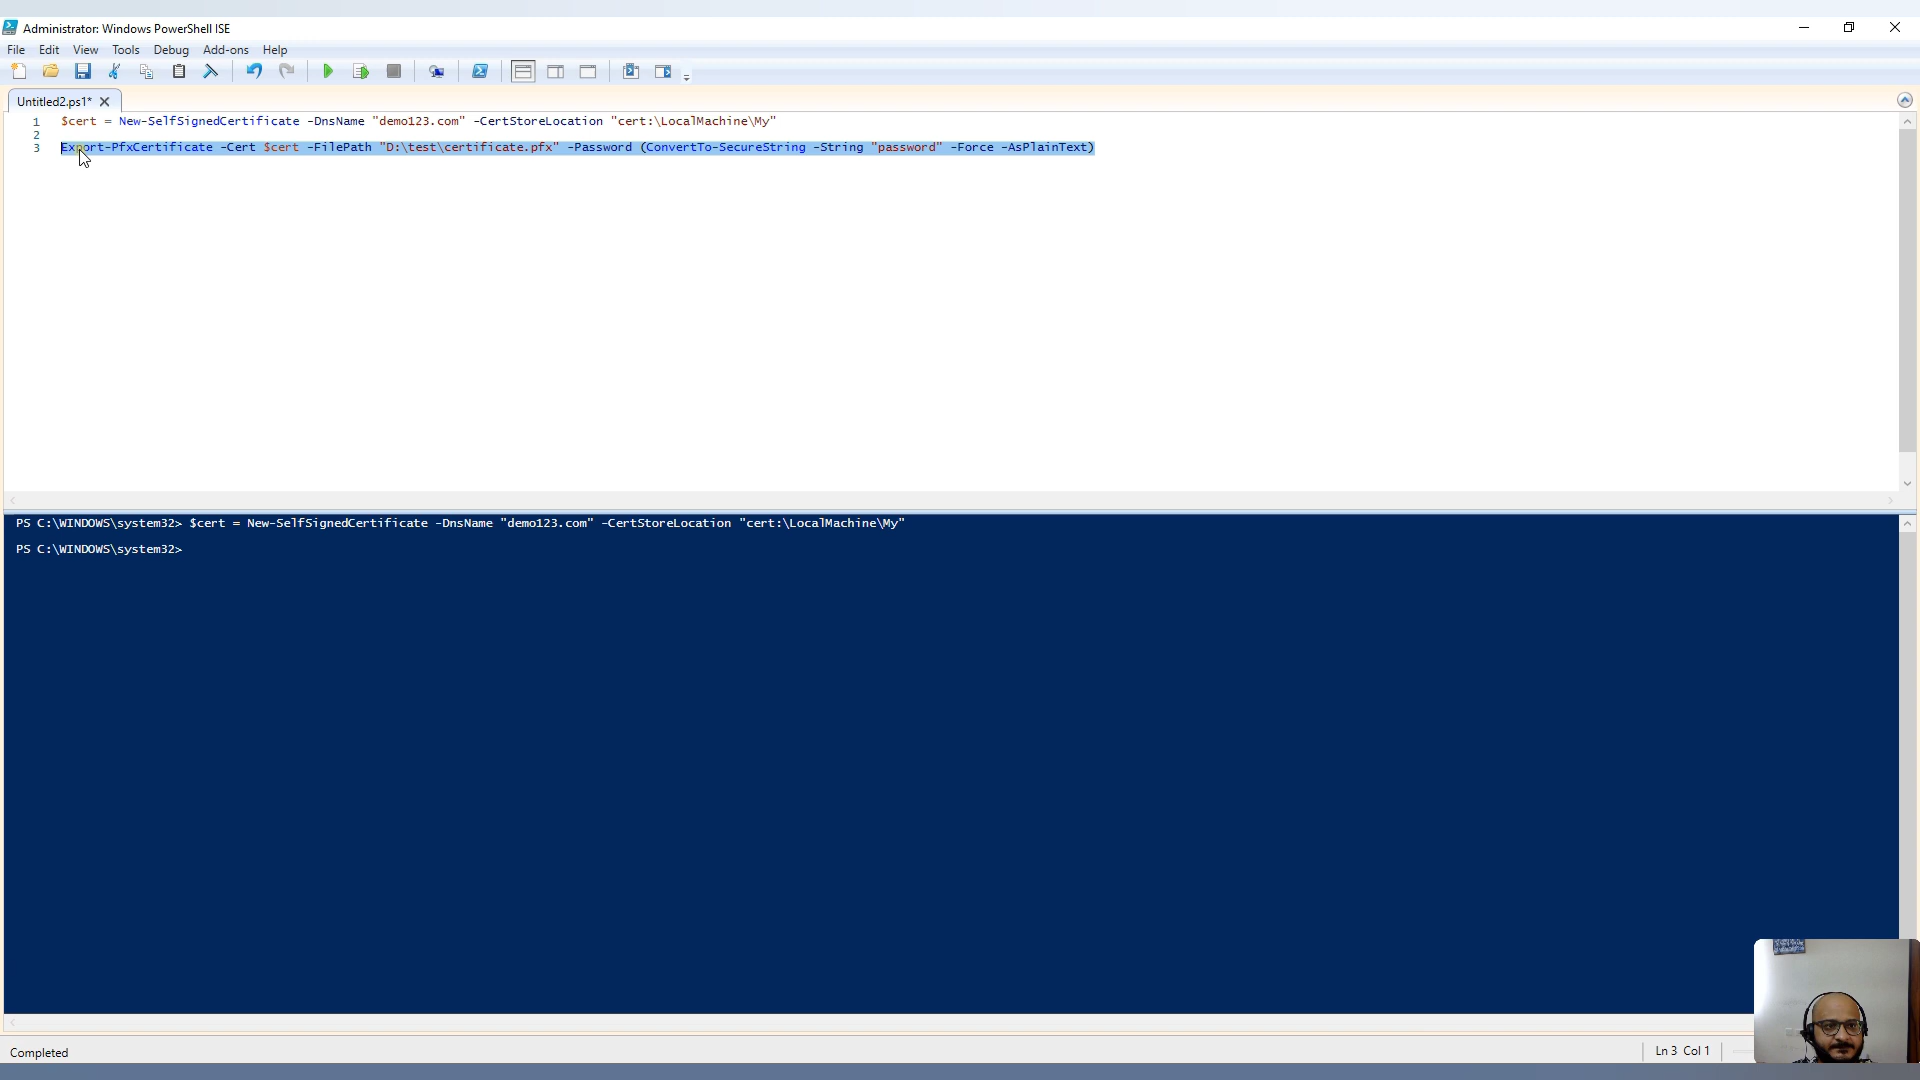 Administrator: Windows PowerShell ISE
File Edit View Tools Debug Add-ons Help
Untitled2.ps1*
1 $cert = New-SelfSignedCertificate -DnsName "demo123.com" -CertStoreLocation "cert:\LocalMachine\My"
2
3 Export-PfxCertificate -Cert $cert -FilePath "D:\test\certificate.pfx" -Password (ConvertTo-SecureString -String "password" -Force -AsPlainText)
PS C:\WINDOWS\system32> $cert = New-SelfSignedCertificate -DnsName "demo123.com" -CertStoreLocation "cert:\LocalMachine\My"
PS C:\WINDOWS\system32>
Completed
Ln 3 Col 1